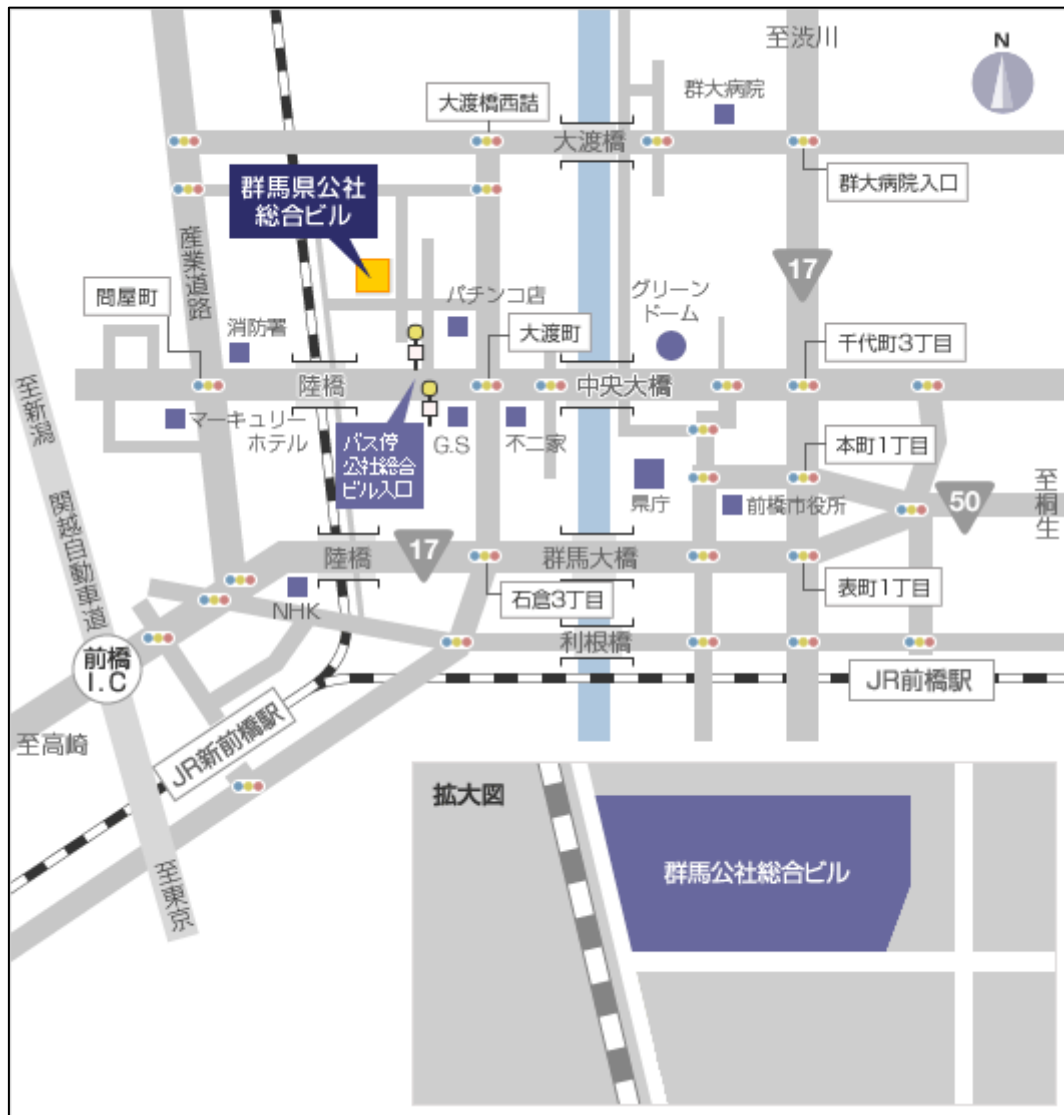 至渋川
N
大渡橋西詰
群大病院
大渡橋
群馬県公社
総合ビル
群大病院入口
産業道路
17
問屋町
パチンコ店
グリーン
ドーム
消防署
大渡町
千代町3丁目
陸橋
中央大橋
至新潟
マーキュリー
ホテル
バス停
公社総合
ビル入口
G.S
不二家
本町1丁目
県庁
前橋市役所
50
至桐生
関越自動車道
陸橋
17
群馬大橋
NHK
石倉3丁目
表町1丁目
利根橋
前橋
I.C
JR前橋駅
至高崎
JR新前橋駅
至東京
拡大図
群馬公社総合ビル